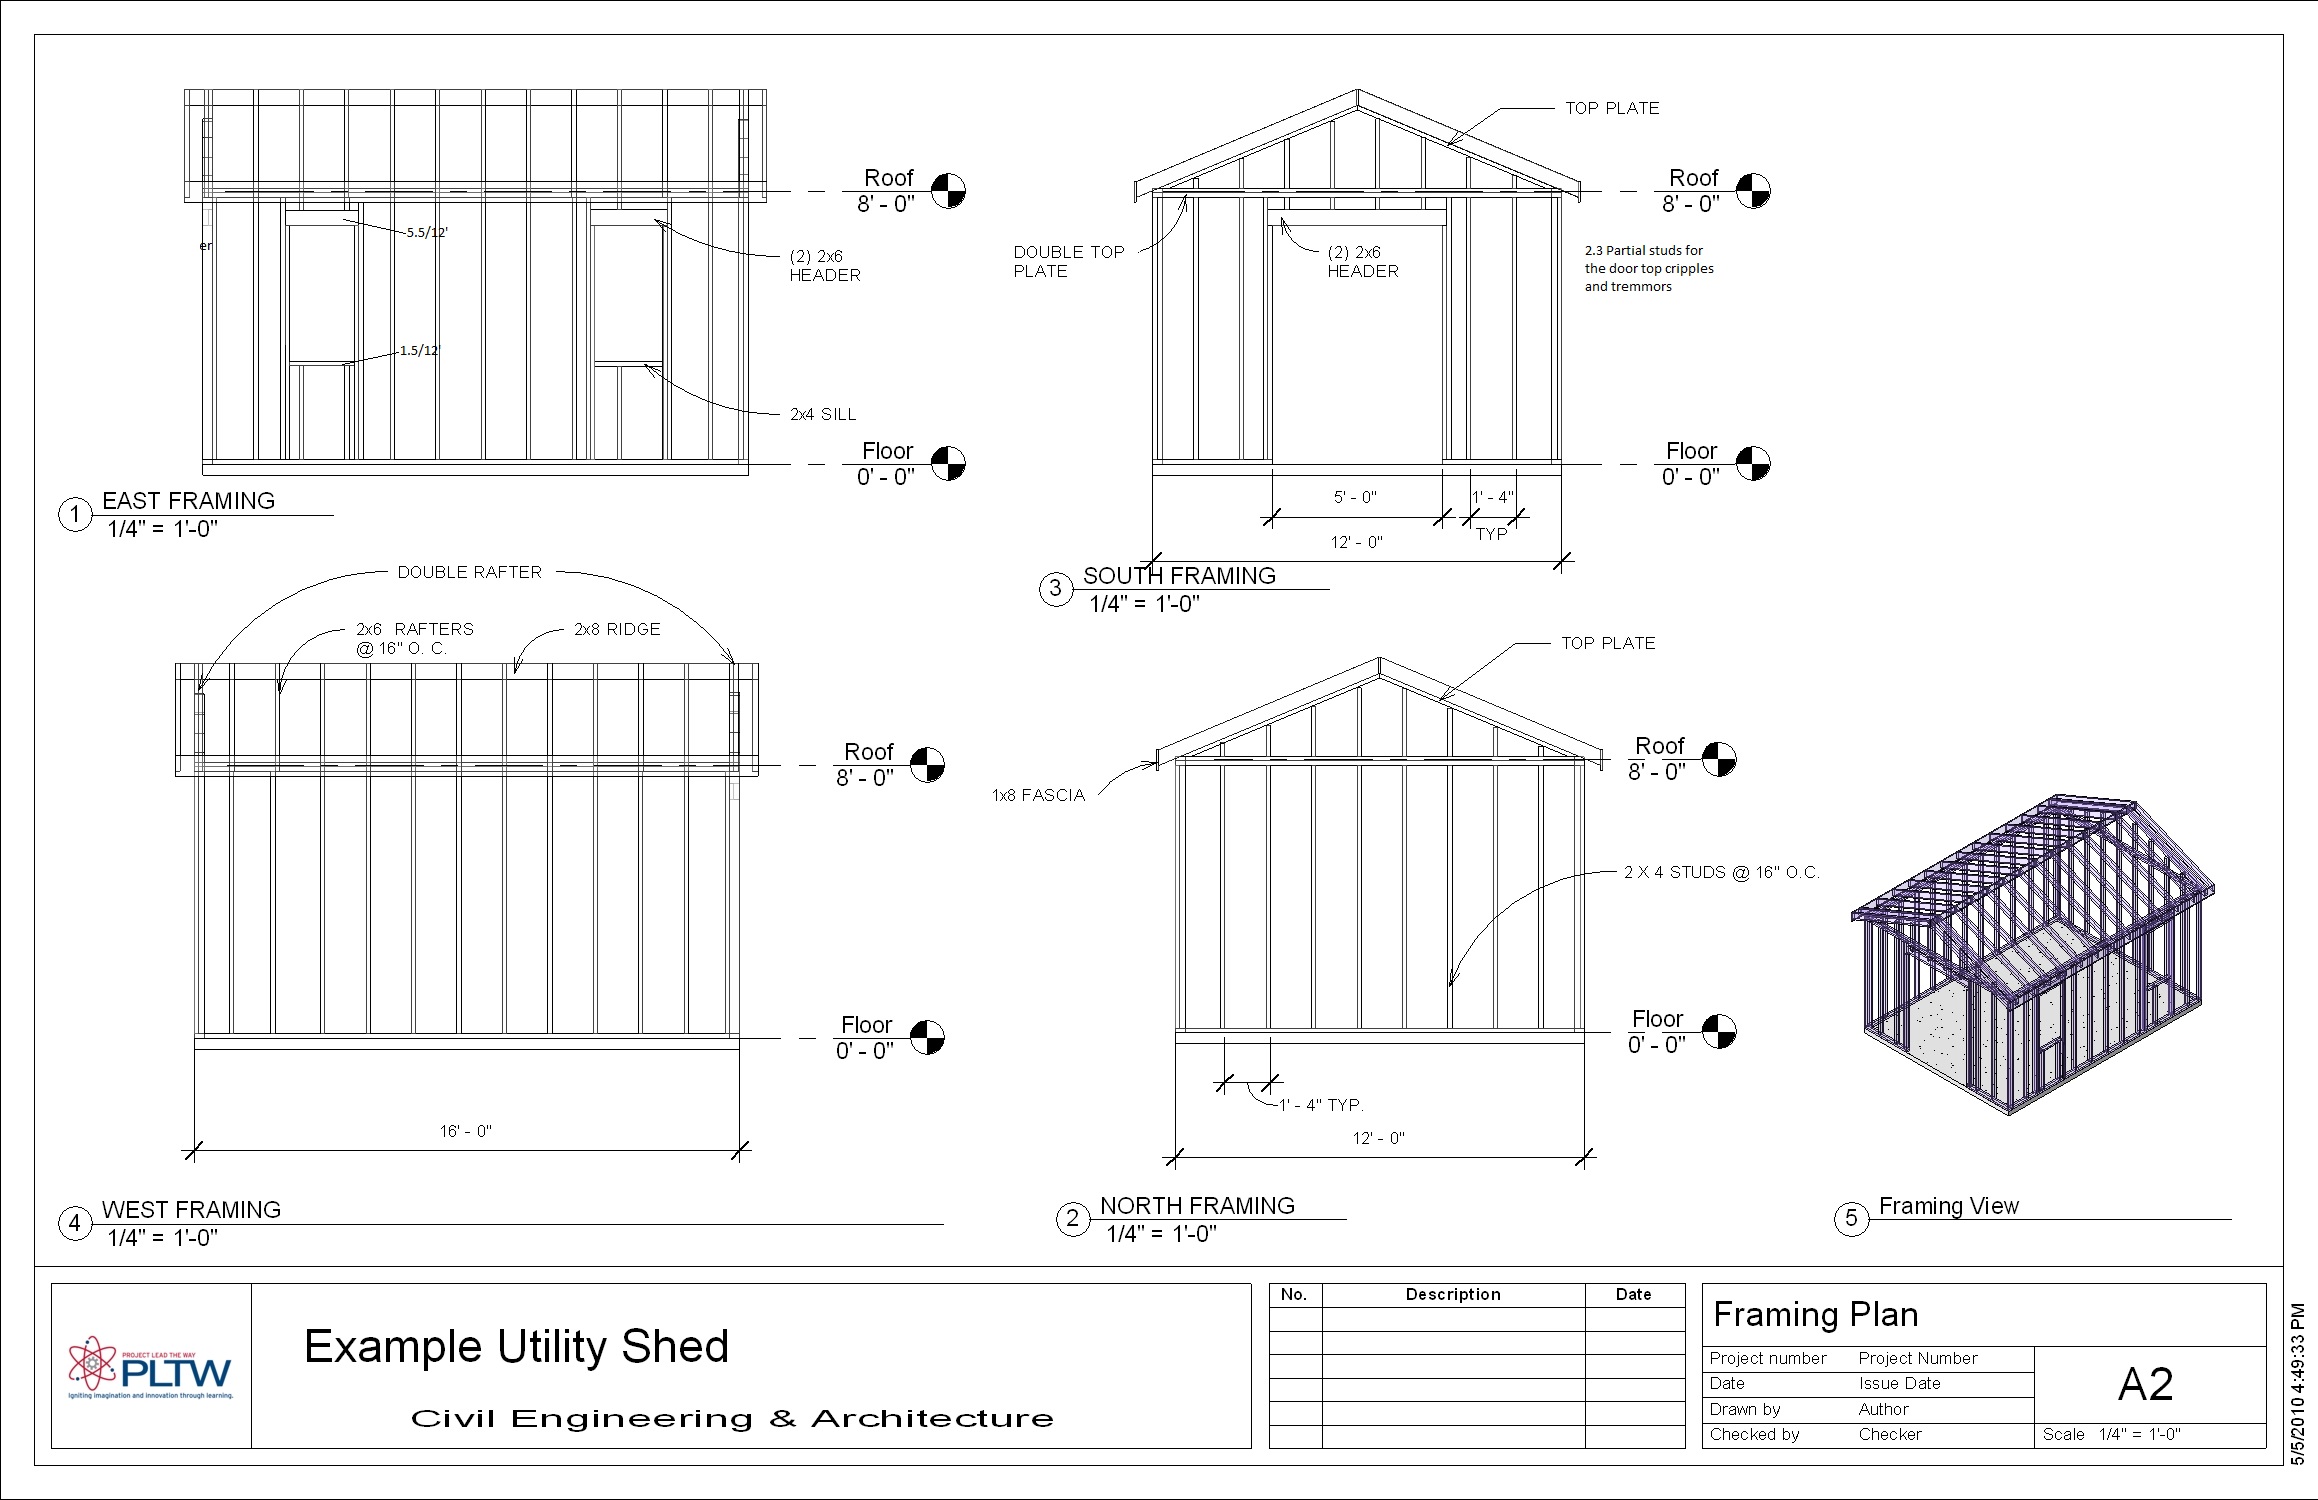 Roof
8' - 0"
5.5/12'
er
(2) 2x6
HEADER
1.5/12'
2x4 SILL
Floor
0' - 0"
1
EAST FRAMING
1/4" = 1'-0"
TOP PLATE
Roof
8' - 0"
DOUBLE TOP
PLATE
(2) 2x6
HEADER
2.3 Partial studs for
the door top cripples
and tremmors
Floor
0' - 0"
5' - 0"
1' - 4"
TYP
12' - 0"
3
SOUTH FRAMING
1/4" = 1'-0"
DOUBLE RAFTER
2x6 RAFTERS
@ 16" O. C.
2x8 RIDGE
Roof
8' - 0"
Floor
0' - 0"
16' - 0"
4
WEST FRAMING
1/4" = 1'-0"
TOP PLATE
Roof
8' - 0"
1x8 FASCIA
2 X 4 STUDS @ 16" O.C.
Floor
0' - 0"
1' - 4" TYP.
12' - 0"
2
NORTH FRAMING
1/4" = 1'-0"
5
Framing View
PROJECT LEAD THE WAY
PLTW
Igniting imagination and innovation through learning.
Example Utility Shed
Civil Engineering & Architecture
No. Description Date
Framing Plan
Project number Project Number
Date Issue Date
Drawn by Author
Checked by Checker
A2
Scale 1/4" = 1'-0"
5/5/2010 4:49:33 PM